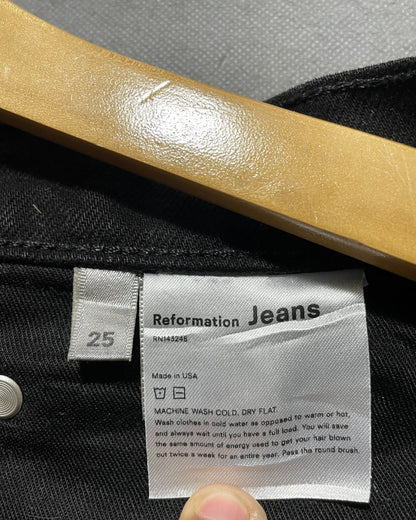 25
Reformation Jeans
RN143246
Made in USA
MACHINE WASH COLD. DRY FLAT.
Wash clothes in cold water as opposed to warm or hot,
and always wait until you have a full load. You will save
the same amount of energy used to get your hair blown
out twice a week for an entire year. Pass the round brush.